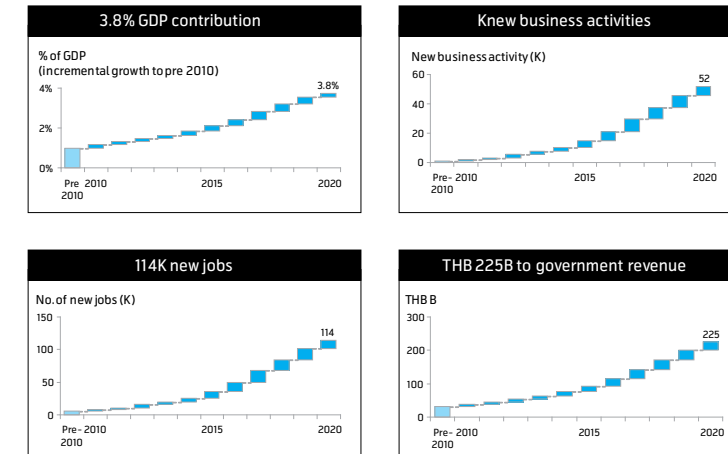 3.8% GDP contribution
% of GDP
(incremental growth to pre 2010)
4%
3.8%
2%
0%
Pre 2010 2015 2020
2010
Knew business activities
New business activity (K)
60
52
40
20
0
Pre- 2010 2015 2020
2010
114K new jobs
No. of new jobs (K)
150
114
100
50
0
Pre- 2010 2015 2020
2010
THB 225B to government revenue
THB B
300
225
200
100
0
Pre- 2010 2015 2020
2010